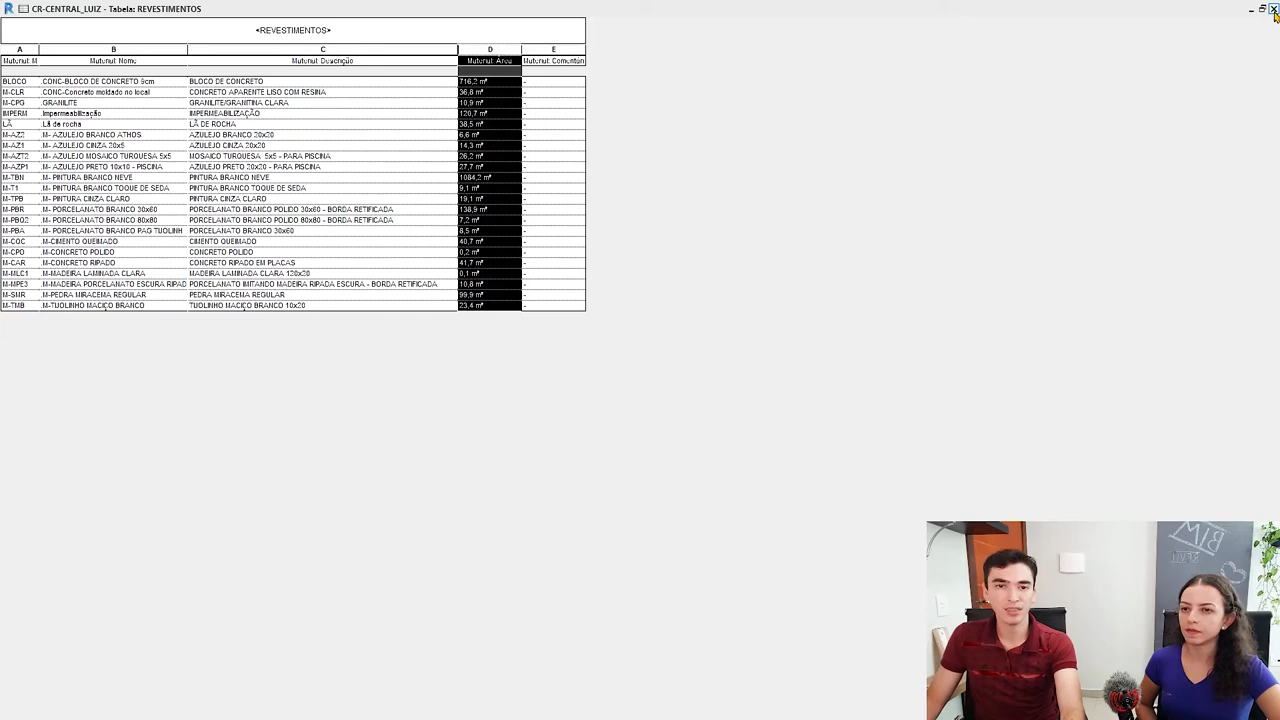 CR-CENTRAL_LUIZ - Tabela: REVESTIMENTOS
<REVESTIMENTOS>
A B C D E
Material: M Material: Nome Material: Descrição Material: Área Material: Comentári
BLOCO .CONC-BLOCO DE CONCRETO 9cm BLOCO DE CONCRETO 716,2 m² -
M-CLR .CONC-Concreto moldado no local CONCRETO APARENTE LISO COM RESINA 36,8 m² -
M-CPG .GRANILITE GRANILITE/GRANITINA CLARA 10,9 m² -
IMPERM .Impermeabilização IMPERMEABILIZAÇÃO 120,7 m² -
LÃ .Lã de rocha LÃ DE ROCHA 38,5 m² -
M-AZ2 .M- AZULEJO BRANCO ATHOS. AZULEJO BRANCO 20x20 6,6 m² -
M-AZ1 .M- AZULEJO CINZA 20x5 AZULEJO CINZA 20x20 14,3 m² -
M-AZT2 .M- AZULEJO MOSAICO TURQUESA 5x5 MOSAICO TURQUESA 5x5 - PARA PISCINA 26,2 m² -
M-AZP1 .M- AZULEJO PRETO 10x10 - PISCINA AZULEJO PRETO 20x20 - PARA PISCINA 27,7 m² -
M-TBN .M- PINTURA BRANCO NEVE PINTURA BRANCO NEVE 1084,2 m² -
M-T1 .M- PINTURA BRANCO TOQUE DE SEDA PINTURA BRANCO TOQUE DE SEDA 9,1 m² -
M-TPB .M- PINTURA CINZA CLARO PINTURA CINZA CLARO 19,1 m² -
M-PBR .M- PORCELANATO BRANCO 30x60 PORCELANATO BRANCO POLIDO 30x60 - BORDA RETIFICADA 138,9 m² -
M-PBO2 .M- PORCELANATO BRANCO 80x80 PORCELANATO BRANCO POLIDO 80x80 - BORDA RETIFICADA 7,2 m² -
M-PBA .M- PORCELANATO BRANCO PAG TIJOLINH PORCELANATO BRANCO 30x60 8,5 m² -
M-COC .M-CIMENTO QUEIMADO CIMENTO QUEIMADO 40,7 m² -
M-CPO .M-CONCRETO POLIDO CONCRETO POLIDO 0,2 m² -
M-CAR .M-CONCRETO RIPADO CONCRETO RIPADO EM PLACAS 41,7 m² -
M-MLC1 .M-MADEIRA LAMINADA CLARA MADEIRA LAMINADA CLARA 120x20 0,1 m² -
M-MPE3 .M-MADEIRA PORCELANATO ESCURA RIPAD PORCELANATO IMITANDO MADEIRA RIPADA ESCURA - BORDA RETIFICADA 10,8 m² -
M-SMR .M-PEDRA MIRACEMA REGULAR PEDRA MIRACEMA REGULAR 99,9 m² -
M-TMB .M-TIJOLINHO MACIÇO BRANCO TIJOLINHO MACIÇO BRANCO 10x20 23,4 m² -
BIM